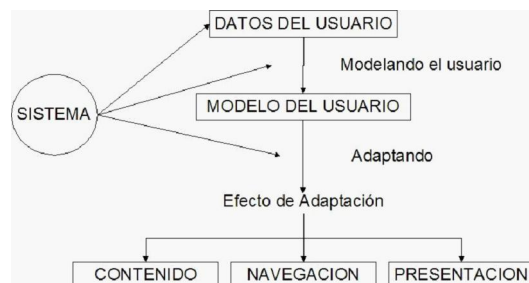 DATOS DEL USUARIO
Modelando el usuario
SISTEMA
MODELO DEL USUARIO
Adaptando
Efecto de Adaptación
CONTENIDO
NAVEGACION
PRESENTACION